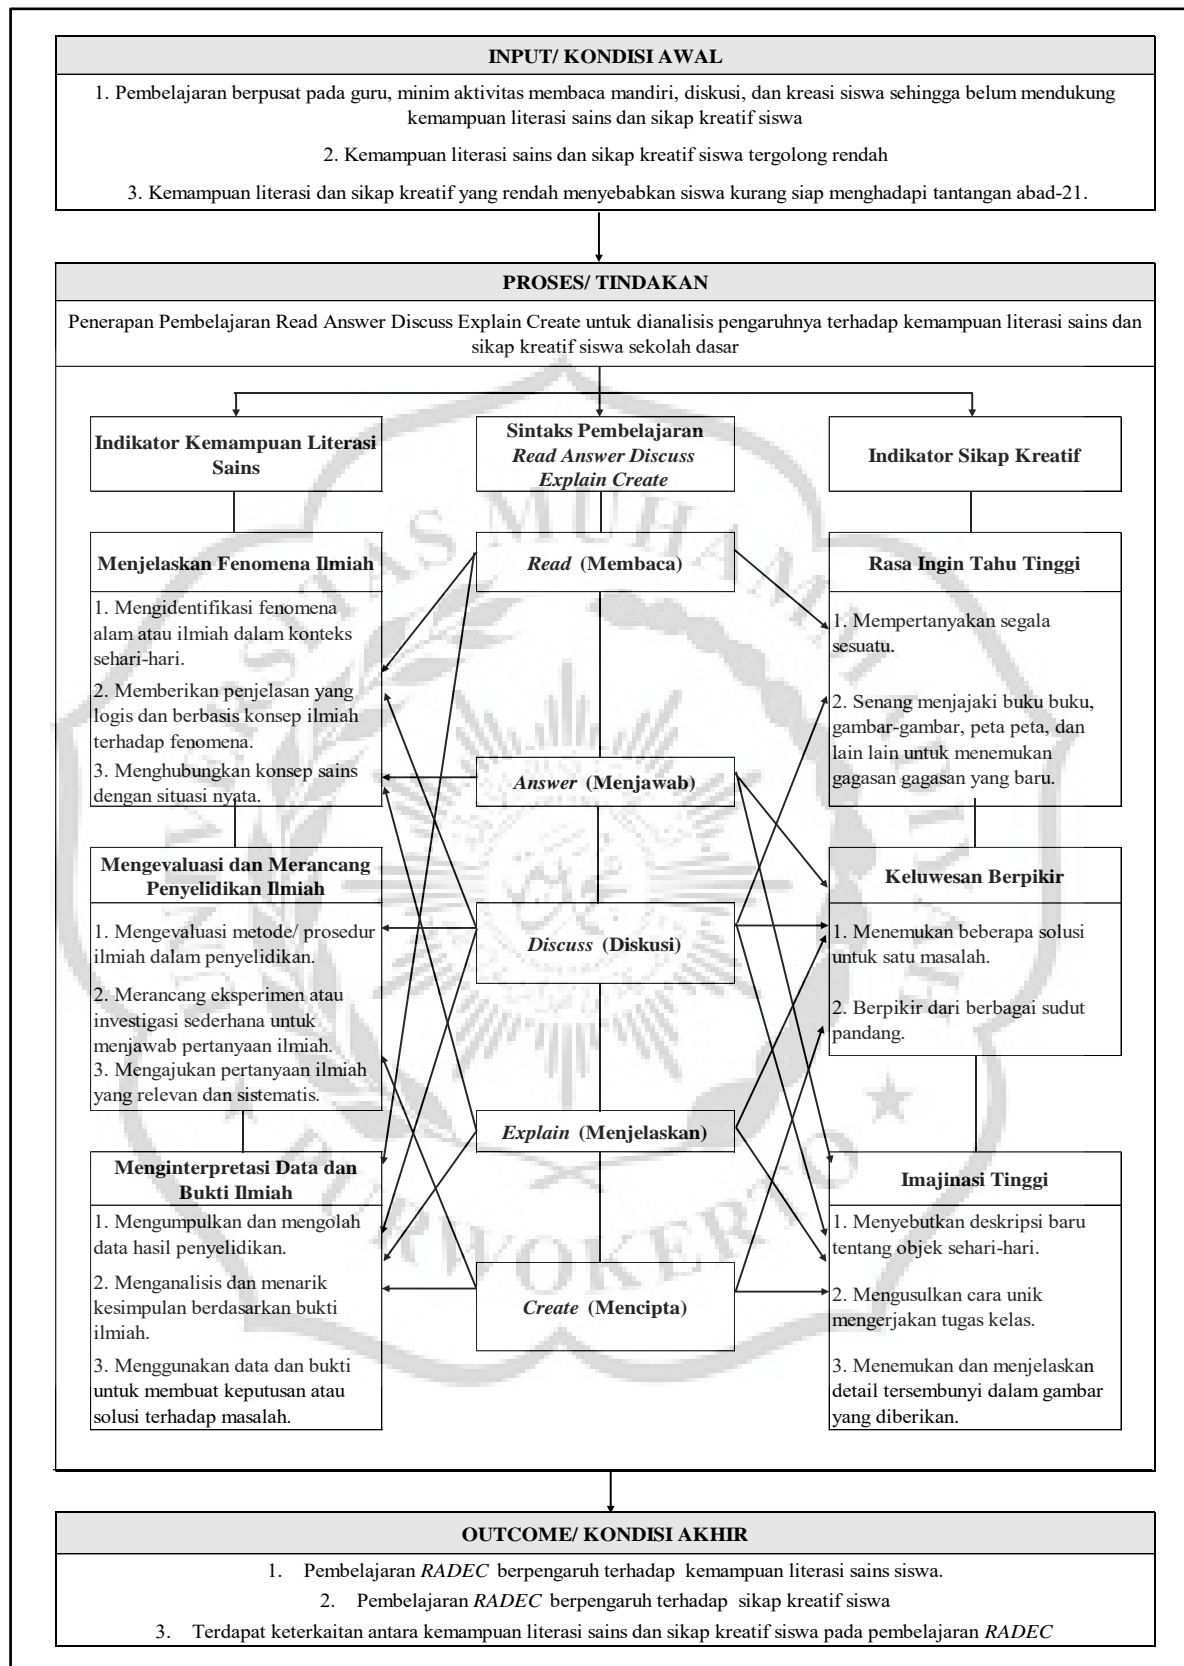 INPUT/ KONDISI AWAL
1. Pembelajaran berpusat pada guru, minim aktivitas membaca mandiri, diskusi, dan kreasi siswa sehingga belum mendukung
kemampuan literasi sains dan sikap kreatif siswa
2. Kemampuan literasi sains dan sikap kreatif siswa tergolong rendah
3. Kemampuan literasi dan sikap kreatif yang rendah menyebabkan siswa kurang siap menghadapi tantangan abad-21.
PROSES/ TINDAKAN
Penerapan Pembelajaran Read Answer Discuss Explain Create untuk dianalisis pengaruhnya terhadap kemampuan literasi sains dan
sikap kreatif siswa sekolah dasar
Indikator Kemampuan Literasi
Sains
Menjelaskan Fenomena Ilmiah
1. Mengidentifikasi fenomena
alam atau ilmiah dalam konteks
sehari-hari.
2. Memberikan penjelasan yang
logis dan berbasis konsep ilmiah
terhadap fenomena.
3. Menghubungkan konsep sains
dengan situasi nyata.
Mengevaluasi dan Merancang
Penyelidikan Ilmiah
1. Mengevaluasi metode/ prosedur
ilmiah dalam penyelidikan.
2. Merancang eksperimen atau
investigasi sederhana untuk
menjawab pertanyaan ilmiah.
3. Mengajukan pertanyaan ilmiah
yang relevan dan sistematis.
Menginterpretasi Data dan
Bukti Ilmiah
1. Mengumpulkan dan mengolah
data hasil penyelidikan.
2. Menganalisis dan menarik
kesimpulan berdasarkan bukti
ilmiah.
3. Menggunakan data dan bukti
untuk membuat keputusan atau
solusi terhadap masalah.
Sintaks Pembelajaran
Read Answer Discuss
Explain Create
Read (Membaca)
Answer (Menjawab)
Discuss (Diskusi)
Explain (Menjelaskan)
Create (Mencipta)
Indikator Sikap Kreatif
Rasa Ingin Tahu Tinggi
1. Mempertanyakan segala
sesuatu.
2. Senang menjajaki buku buku,
gambar-gambar, peta peta, dan
lain lain untuk menemukan
gagasan gagasan yang baru.
Keluwesan Berpikir
1. Menemukan beberapa solusi
untuk satu masalah.
2. Berpikir dari berbagai sudut
pandang.
Imajinasi Tinggi
1. Menyebutkan deskripsi baru
tentang objek sehari-hari.
2. Mengusulkan cara unik
mengerjakan tugas kelas.
3. Menemukan dan menjelaskan
detail tersembunyi dalam gambar
yang diberikan.
OUTCOME/ KONDISI AKHIR
1. Pembelajaran RADEC berpengaruh terhadap kemampuan literasi sains siswa.
2. Pembelajaran RADEC berpengaruh terhadap sikap kreatif siswa
3. Terdapat keterkaitan antara kemampuan literasi sains dan sikap kreatif siswa pada pembelajaran RADEC
UNIVERSITAS MUHAMMADIYAH
PURWOKERTO